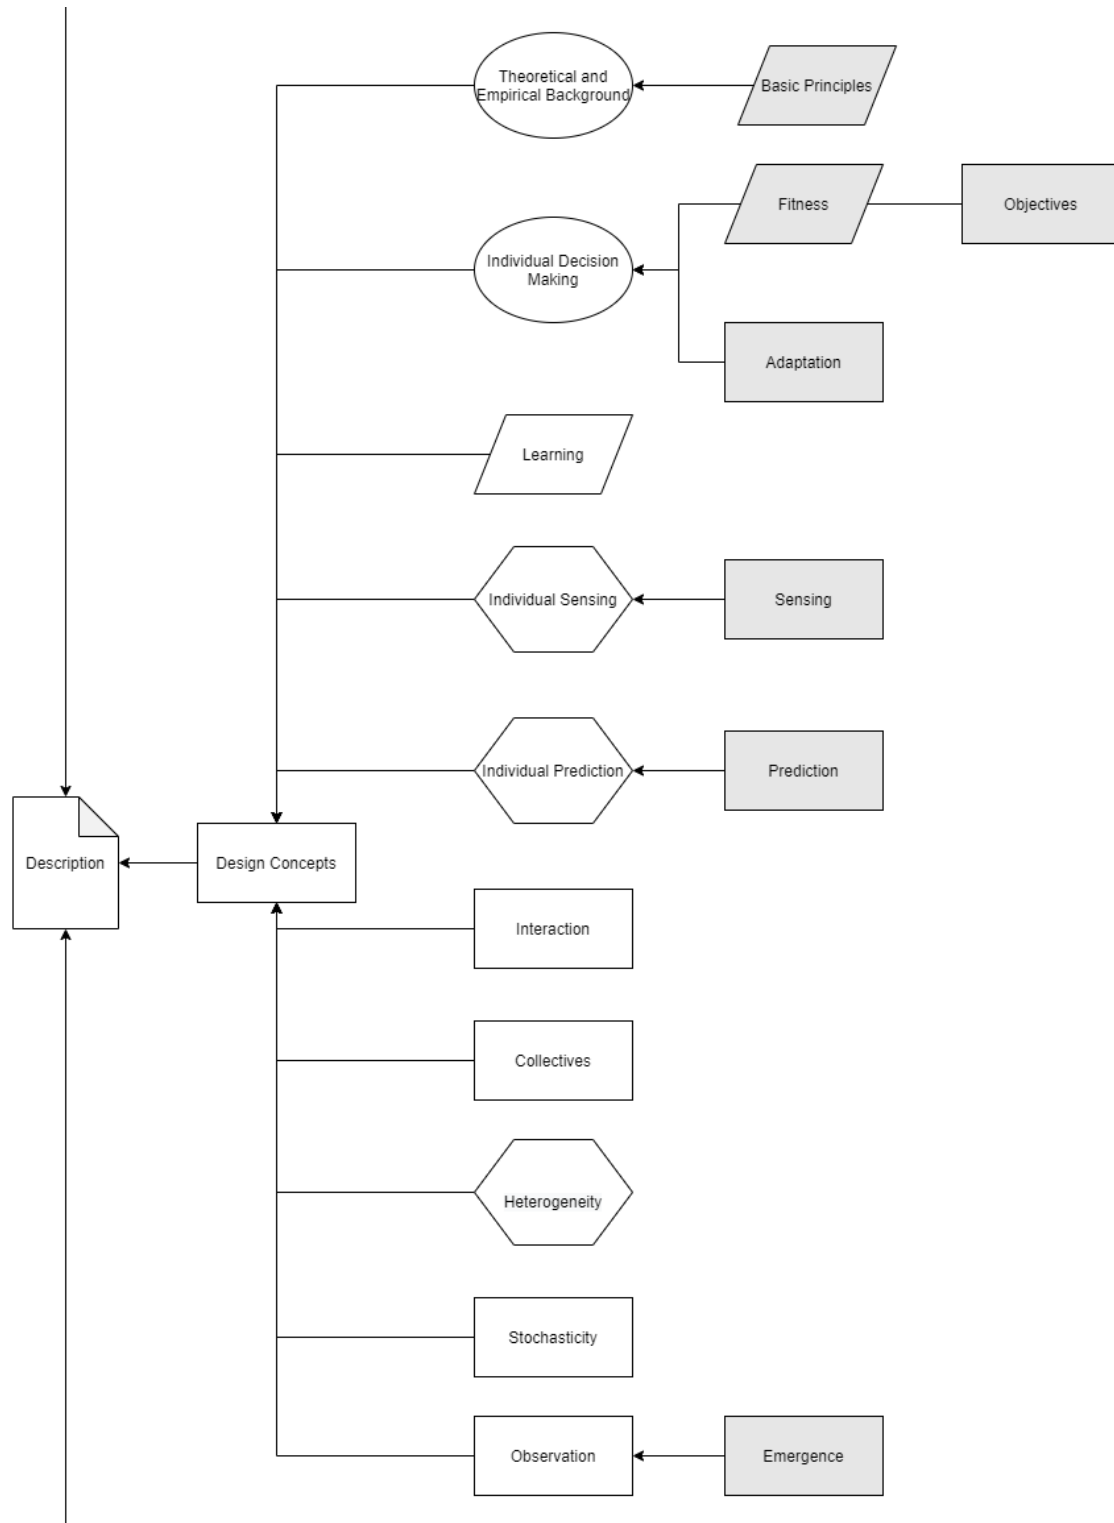 Theoretical and
Empirical Background
Basic Principles
Fitness
Objectives
Individual Decision
Making
Adaptation
Learning
Individual Sensing
Sensing
Individual Prediction
Prediction
Description
Design Concepts
Interaction
Collectives
Heterogeneity
Stochasticity
Observation
Emergence